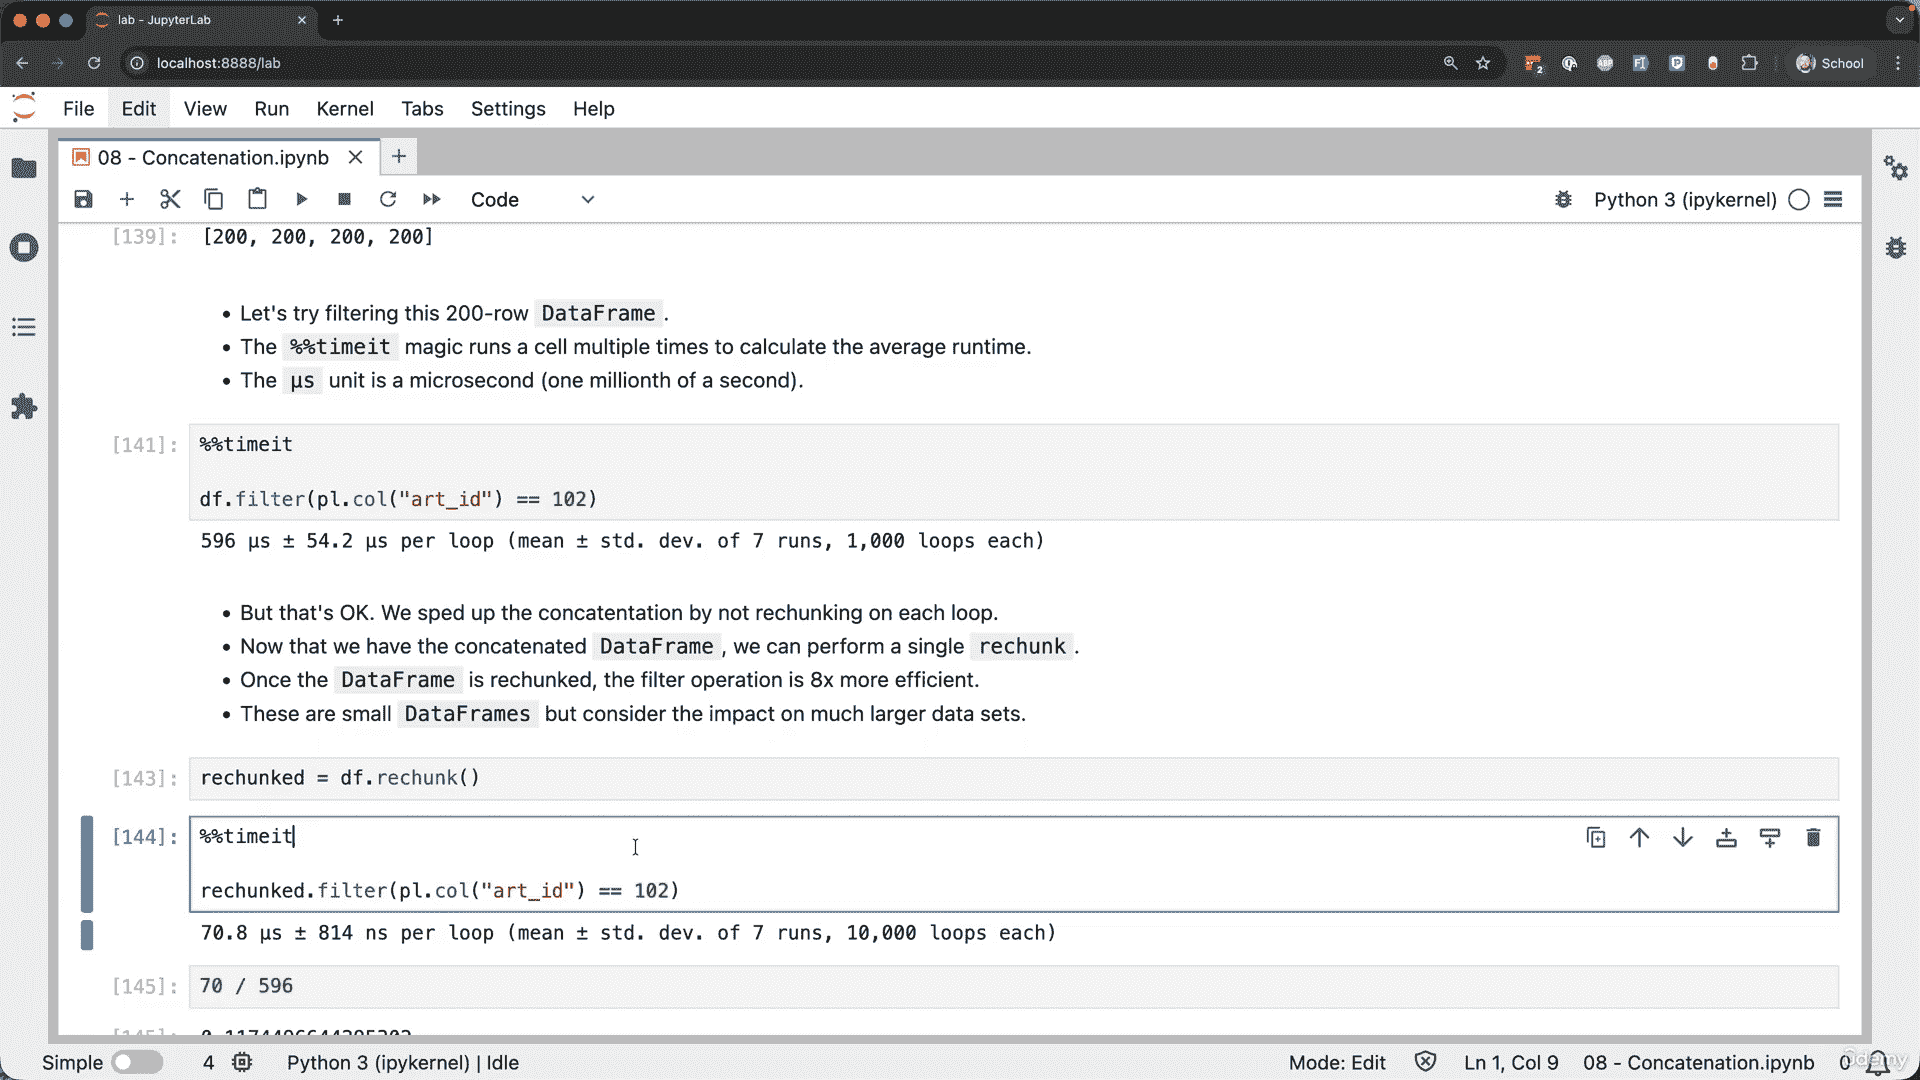 lab - JupyterLab
localhost:8888/lab
2
School
File Edit View Run Kernel Tabs Settings Help
08 - Concatenation.ipynb
Code
Python 3 (ipykernel)
[139]: [200, 200, 200, 200]
• Let's try filtering this 200-row DataFrame.
• The %%timeit magic runs a cell multiple times to calculate the average runtime.
• The µs unit is a microsecond (one millionth of a second).
[141]: %%timeit
df.filter(pl.col("art_id") == 102)
596 µs ± 54.2 µs per loop (mean ± std. dev. of 7 runs, 1,000 loops each)
• But that's OK. We sped up the concatentation by not rechunking on each loop.
• Now that we have the concatenated DataFrame, we can perform a single rechunk.
• Once the DataFrame is rechunked, the filter operation is 8x more efficient.
• These are small DataFrames but consider the impact on much larger data sets.
[143]: rechunked = df.rechunk()
[144]: %%timeit
rechunked.filter(pl.col("art_id") == 102)
70.8 µs ± 814 ns per loop (mean ± std. dev. of 7 runs, 10,000 loops each)
[145]: 70 / 596
Simple 4 Python 3 (ipykernel) | Idle Mode: Edit Ln 1, Col 9 08 - Concatenation.ipynb 0